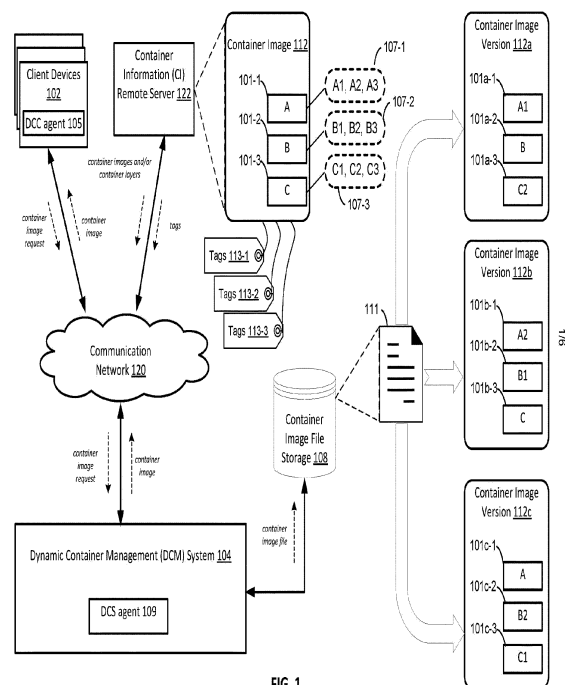 Client Devices
102
DCC agent 105
Container
Information (CI)
Remote Server 122
Container Image 112
101-1
A
101-2
B
101-3
C
107-1
A1, A2, A3
107-2
B1, B2, B3
C1, C2, C3
107-3
Tags 113-1
Tags 113-2
Tags 113-3
container
image
request
container
image
container images and/or
container layers
tags
Communication
Network 120
container
image
request
container
image
Dynamic Container Management (DCM) System 104
DCS agent 109
container
image file
Container
Image File
Storage 108
111
Container Image
Version 112a
101a-1
A1
101a-2
B
101a-3
C2
Container Image
Version 112b
101b-1
A2
101b-2
B1
101b-3
C
Container Image
Version 112c
101c-1
A
101c-2
B2
101c-3
C1
1/6
FIG. 1